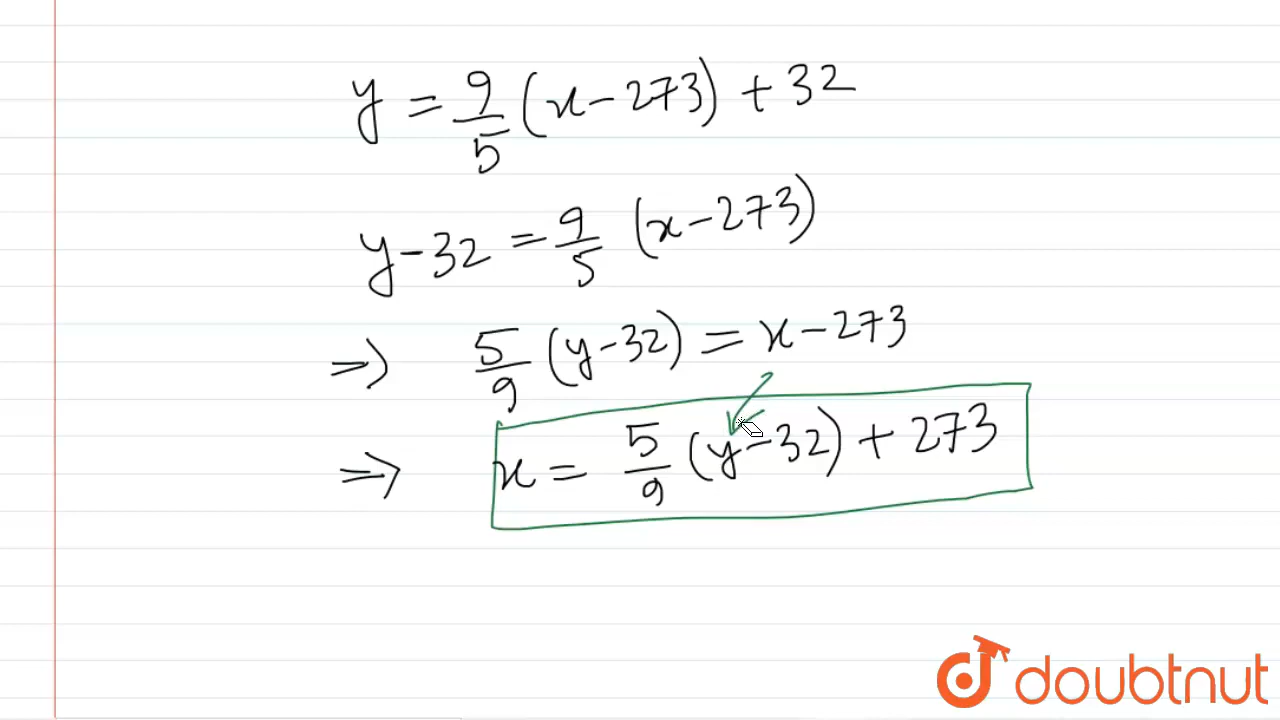 y = 9/5 (x - 273) + 32
y - 32 = 9/5 (x - 273)
=> 5/9 (y - 32) = x - 273
=> x = 5/9 (y - 32) + 273
doubtnut